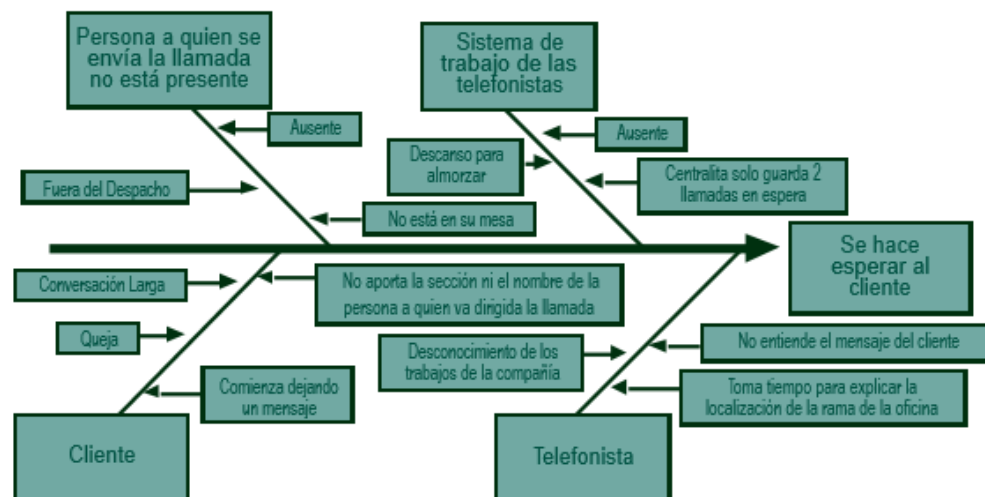 Persona a quien se
envía la llamada
no está presente
Sistema de
trabajo de las
telefonistas
Ausente
Ausente
Descanso para
almorzar
Fuera del Despacho
Centralita solo guarda 2
llamadas en espera
No está en su mesa
Se hace
esperar al
cliente
Conversación Larga
No aporta la sección ni el nombre de la
persona a quien va dirigida la llamada
Queja
Desconocimiento de los
trabajos de la compañía
No entiende el mensaje del cliente
Comienza dejando
un mensaje
Toma tiempo para explicar la
localización de la rama de la oficina
Cliente
Telefonista